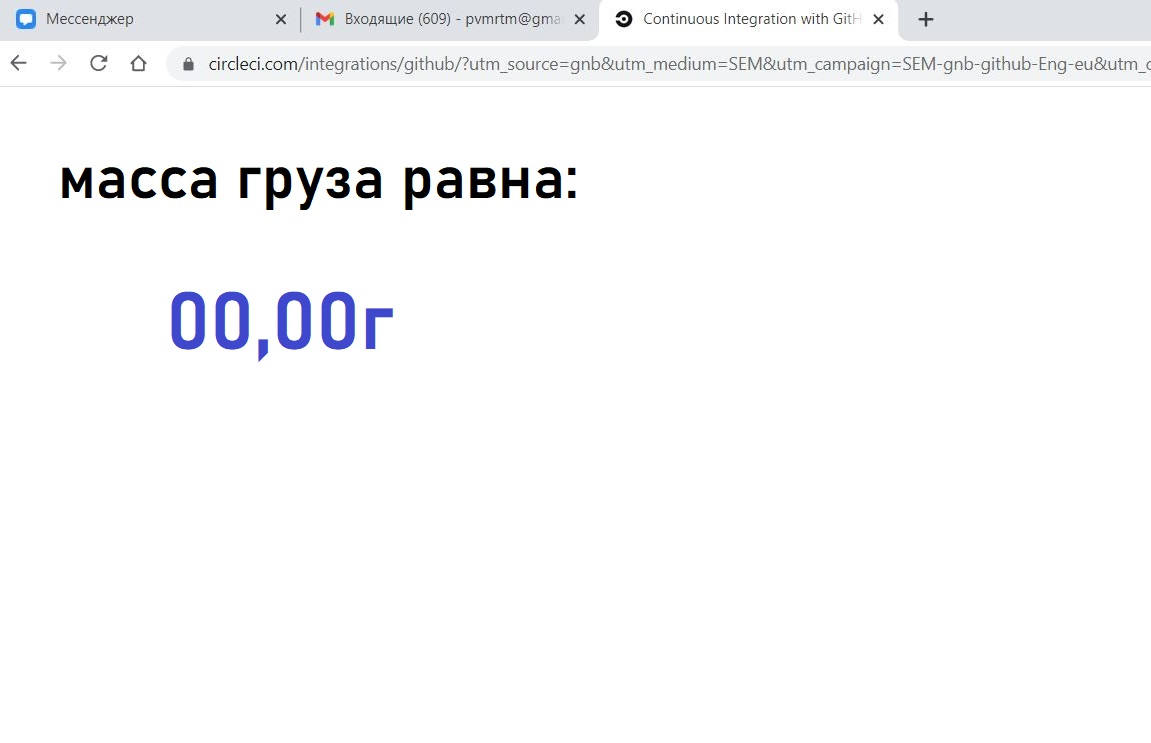 Мессенджер
Входящие (609) - pvmrtm@gma
Continuous Integration with GitH
circleci.com/integrations/github/?utm_source=gnb&utm_medium=SEM&utm_campaign=SEM-gnb-github-Eng-eu&utm_c
масса груза равна:
00,00г